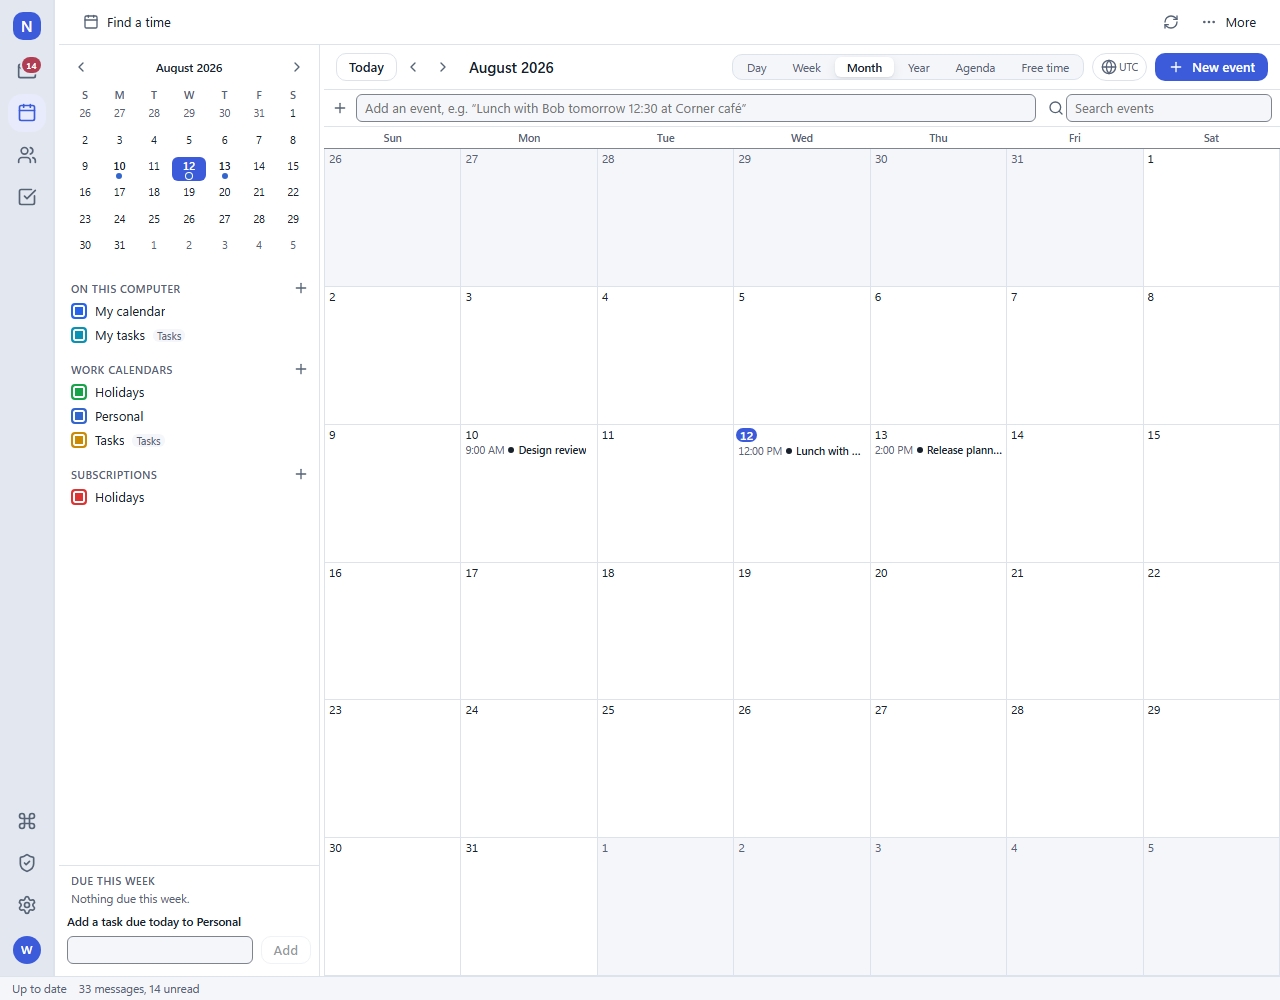 N
Find a time
More
14
August 2026
S M T W T F S
26 27 28 29 30 31 1
2 3 4 5 6 7 8
9 10 11 12 13 14 15
16 17 18 19 20 21 22
23 24 25 26 27 28 29
30 31 1 2 3 4 5
ON THIS COMPUTER
My calendar
My tasks Tasks
WORK CALENDARS
Holidays
Personal
Tasks Tasks
SUBSCRIPTIONS
Holidays
DUE THIS WEEK
Nothing due this week.
Add a task due today to Personal
Add
W
Today August 2026 Day Week Month Year Agenda Free time UTC New event
Add an event, e.g. “Lunch with Bob tomorrow 12:30 at Corner café” Search events
Sun Mon Tue Wed Thu Fri Sat
26 27 28 29 30 31 1
2 3 4 5 6 7 8
9 10 11 12 13 14 15
9:00 AM Design review 12:00 PM Lunch with ... 2:00 PM Release plann...
16 17 18 19 20 21 22
23 24 25 26 27 28 29
30 31 1 2 3 4 5
Up to date 33 messages, 14 unread